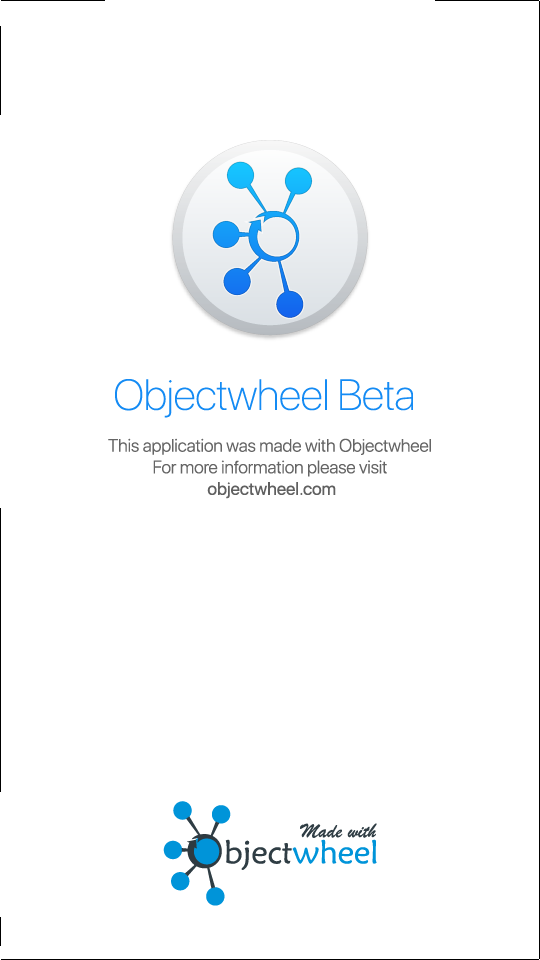 Objectwheel Beta
This application was made with Objectwheel
For more information please visit
objectwheel.com
Made with
Objectwheel